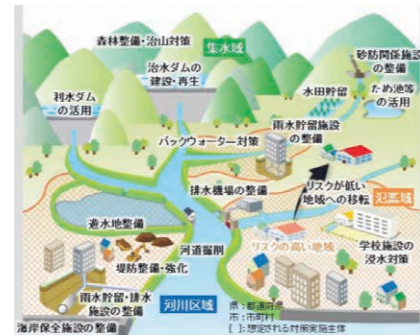 集水域
森林整備・治山対策
治水ダムの
建設・再生
砂防関係施設
の整備
利水ダム
の活用
水田貯留
ため池等
の活用
雨水貯留施設
の整備
バックウォーター対策
排水機場の整備
リスクが低い
地域への移転
氾濫域
遊水地整備
河道掘削
リスクの高い地域
学校施設の
浸水対策
堤防整備・強化
雨水貯留・排水
施設の整備
河川区域
県:都道府県
市:市町村
[ ]:想定される対策実施主体
海岸保全施設の整備